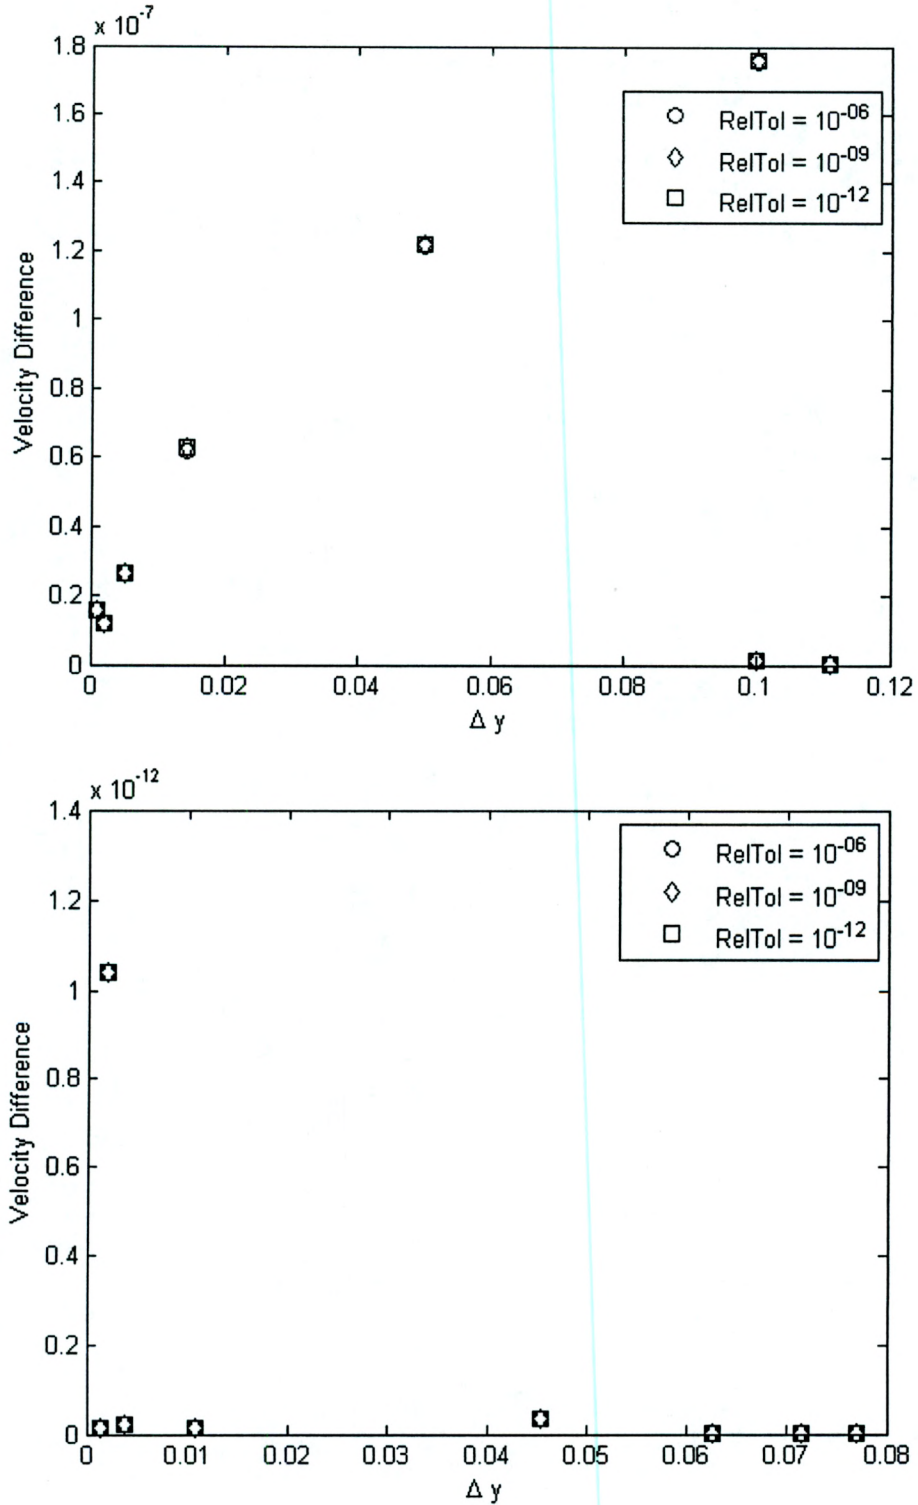 x 10^-7
1.8
1.6
1.4
1.2
1
0.8
0.6
0.4
0.2
0
Velocity Difference
RelTol = 10^-06
RelTol = 10^-09
RelTol = 10^-12
0 0.02 0.04 0.06 0.08 0.1 0.12
Δ y
x 10^-12
1.4
1.2
1
0.8
0.6
0.4
0.2
0
Velocity Difference
RelTol = 10^-06
RelTol = 10^-09
RelTol = 10^-12
0 0.01 0.02 0.03 0.04 0.05 0.06 0.07 0.08
Δ y